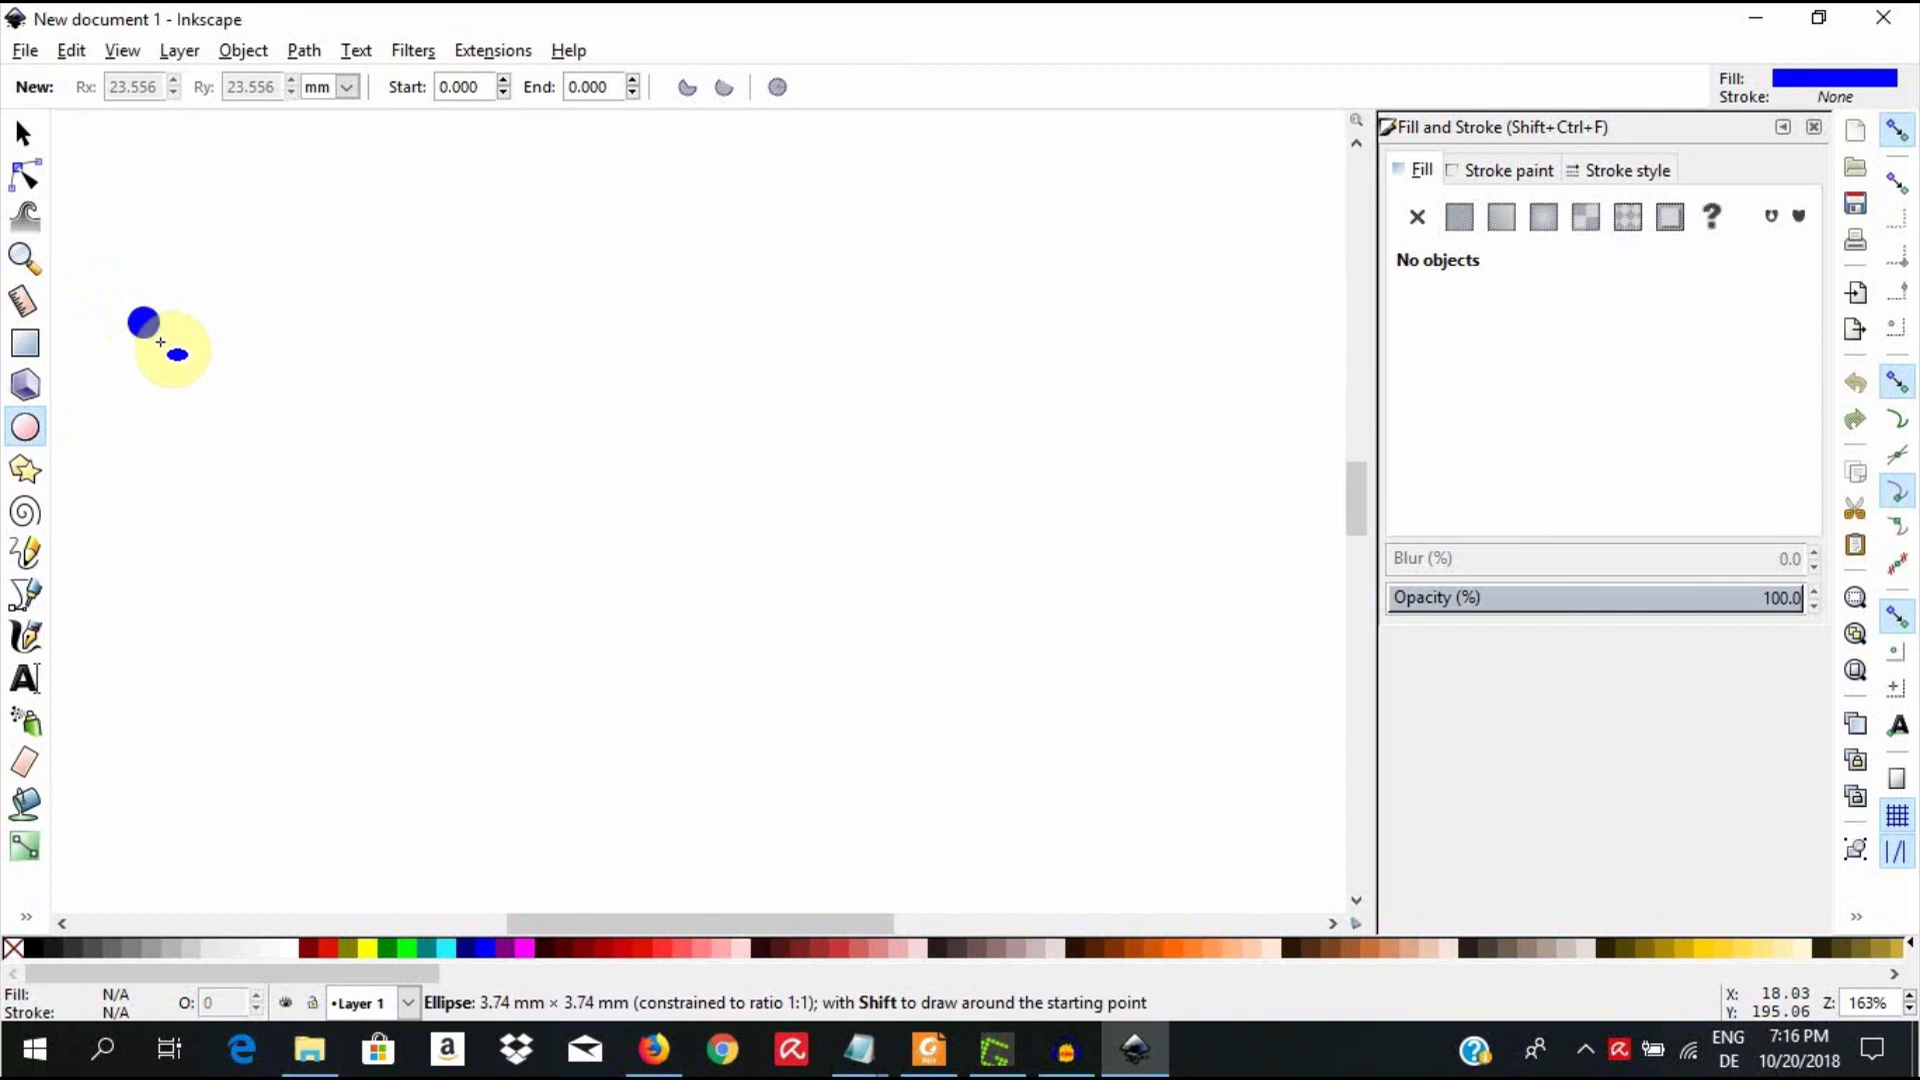 New document 1 - Inkscape
File Edit View Layer Object Path Text Filters Extensions Help
New: Rx: 23.556 Ry: 23.556 mm Start: 0.000 End: 0.000
Fill:
Stroke: None
Fill and Stroke (Shift+Ctrl+F)
Fill Stroke paint Stroke style
No objects
Blur (%) 0.0
Opacity (%) 100.0
Fill: N/A
Stroke: N/A
O: 0
•Layer 1
Ellipse: 3.74 mm × 3.74 mm (constrained to ratio 1:1); with Shift to draw around the starting point
X: 18.03
Y: 195.06
Z: 163%
ENG
DE
7:16 PM
10/20/2018